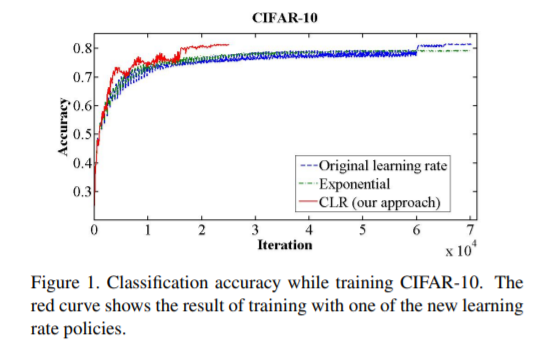 CIFAR-10
0.8
0.7
0.6
0.5
0.4
0.3
Accuracy
Original learning rate
Exponential
CLR (our approach)
0 1 2 3 4 5 6 7
Iteration
x 10⁴
Figure 1. Classification accuracy while training CIFAR-10. The
red curve shows the result of training with one of the new learning
rate policies.